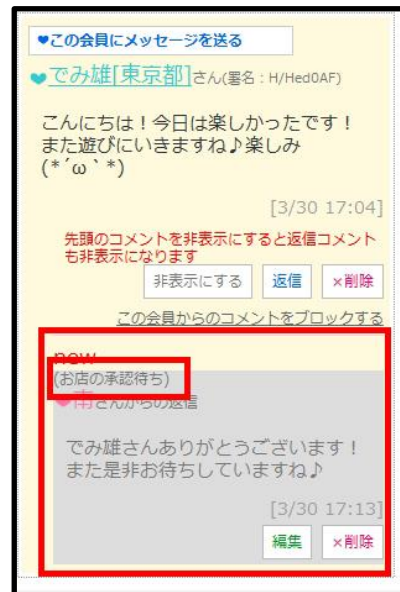 ♥この会員にメッセージを送る
♥でみ雄[東京都]さん(署名：H/Hed0AF)
こんにちは！今日は楽しかったです！
また遊びにいきますね♪楽しみ
(*´ω｀*)
[3/30 17:04]
先頭のコメントを非表示にすると返信コメント
も非表示になります
非表示にする 返信 ×削除
この会員からのコメントをブロックする
new
(お店の承認待ち)
♥南さんからの返信
でみ雄さんありがとうございます！
また是非お待ちしていますね♪
[3/30 17:13]
編集 ×削除